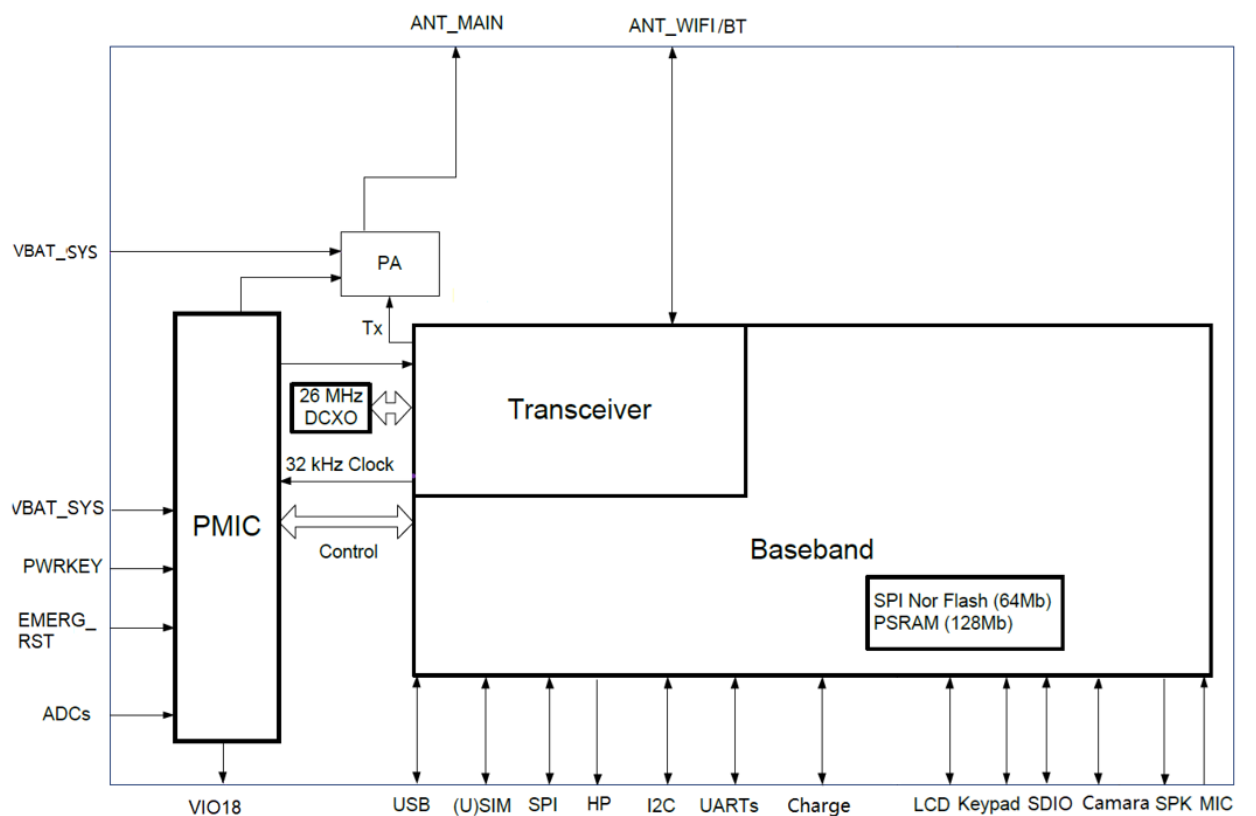 ANT_MAIN
ANT_WIFI/BT
VBAT_SYS
PA
Tx
26 MHz
DCXO
Transceiver
32 kHz Clock
VBAT_SYS
PMIC
Control
Baseband
PWRKEY
SPI Nor Flash (64Mb)
PSRAM (128Mb)
EMERG_
RST
ADCs
VIO18
USB
(U)SIM
SPI
HP
I2C
UARTs
Charge
LCD
Keypad
SDIO
Camara
SPK
MIC